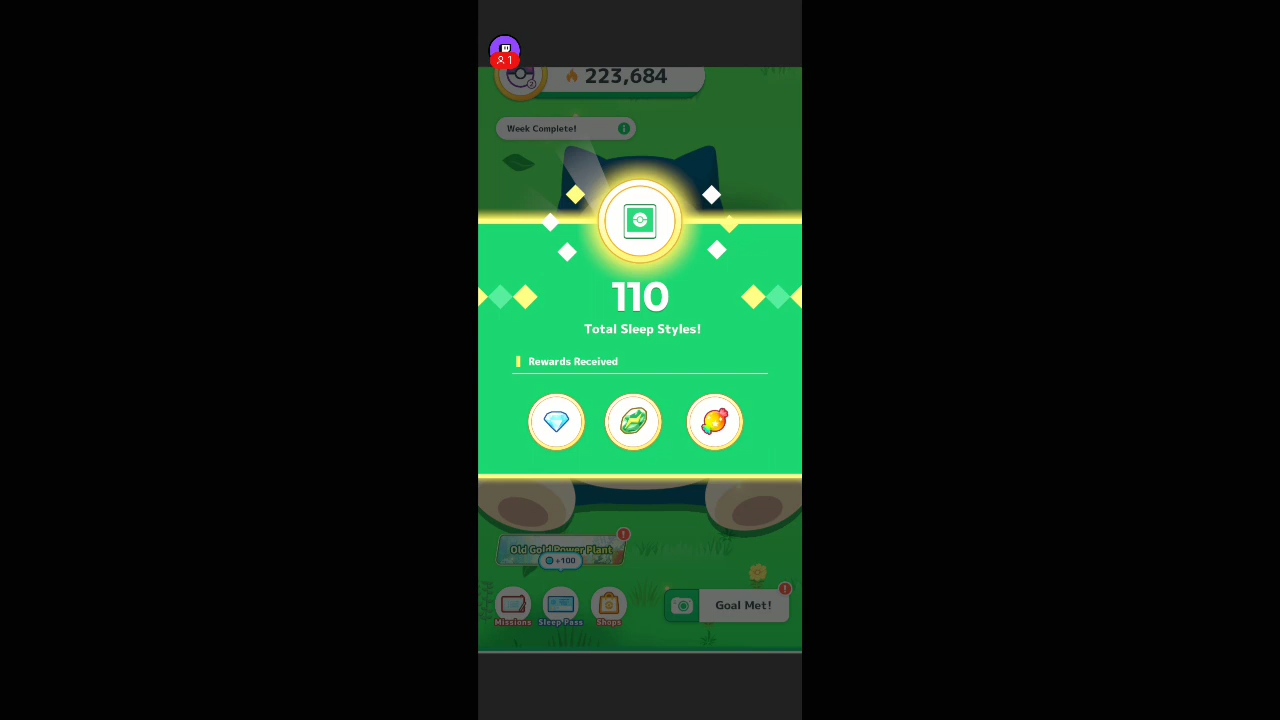 1
223,684
Week Complete!
110
Total Sleep Styles!
Rewards Received
Old Gold Power Plant
+100
Missions
Sleep Pass
Shops
Goal Met!